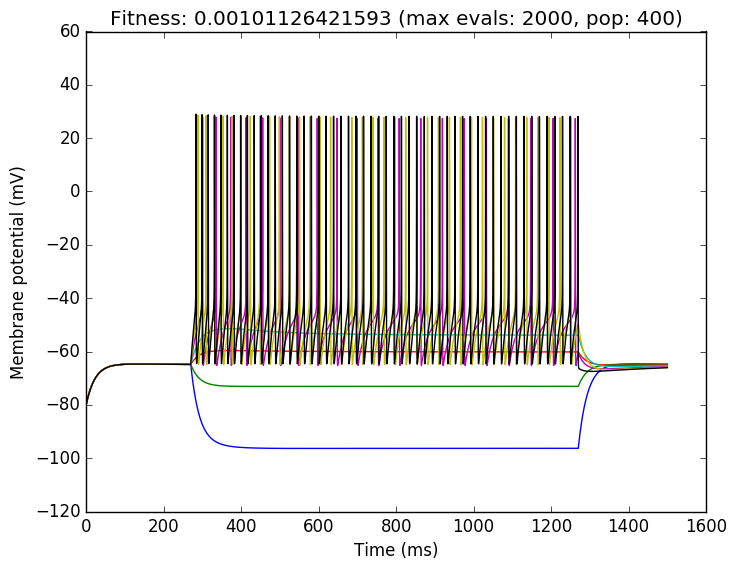 Fitness: 0.00101126421593 (max evals: 2000, pop: 400)
60
40
20
0
−20
−40
−60
−80
−100
−120
Membrane potential (mV)
0 200 400 600 800 1000 1200 1400 1600
Time (ms)